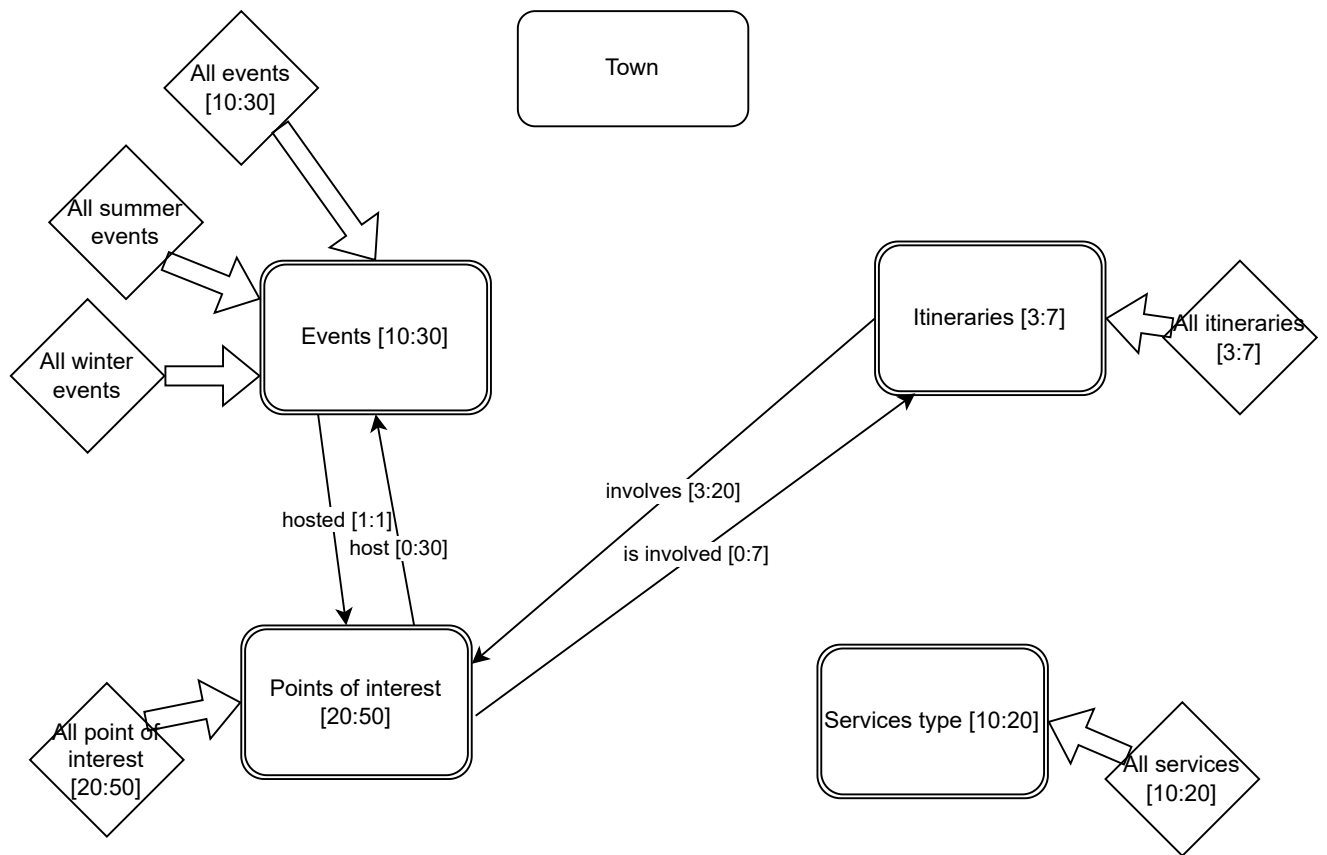 All events
[10:30]
Town
All summer
events
All winter
events
Events [10:30]
Itineraries [3:7]
All itineraries
[3:7]
involves [3:20]
hosted [1:1]
host [0:30]
is involved [0:7]
Points of interest
[20:50]
All point of
interest
[20:50]
Services type [10:20]
All services
[10:20]